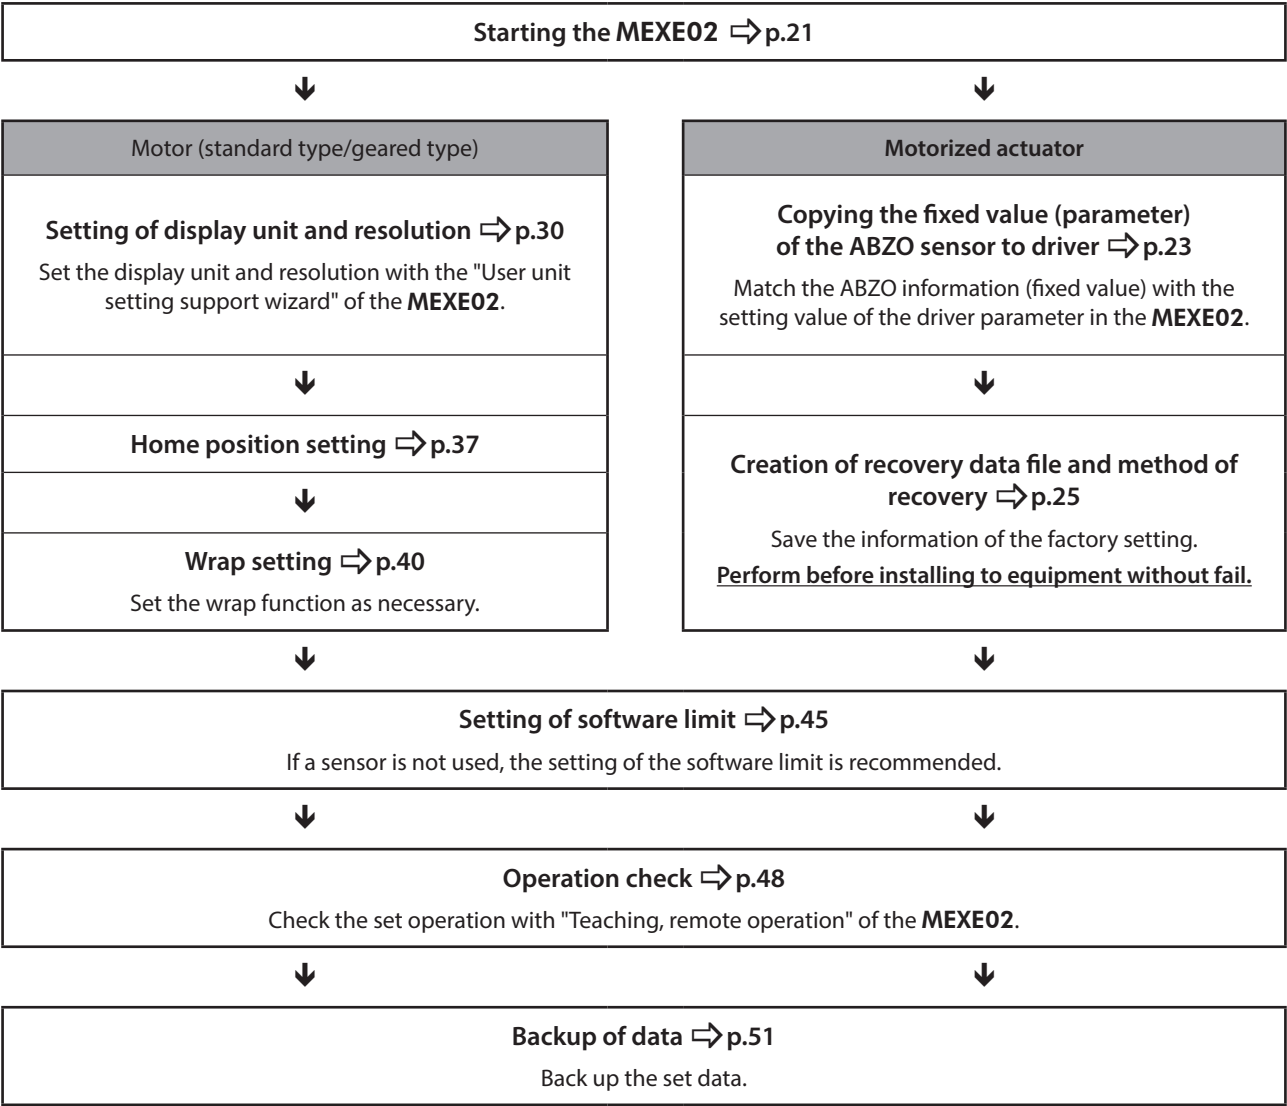 Starting the MEXE02 ⇨ p.21
Motor (standard type/geared type)
Setting of display unit and resolution ⇨ p.30
Set the display unit and resolution with the "User unit
setting support wizard" of the MEXE02.
Home position setting ⇨ p.37
Wrap setting ⇨ p.40
Set the wrap function as necessary.
Motorized actuator
Copying the fixed value (parameter)
of the ABZO sensor to driver ⇨ p.23
Match the ABZO information (fixed value) with the
setting value of the driver parameter in the MEXE02.
Creation of recovery data file and method of
recovery ⇨ p.25
Save the information of the factory setting.
Perform before installing to equipment without fail.
Setting of software limit ⇨ p.45
If a sensor is not used, the setting of the software limit is recommended.
Operation check ⇨ p.48
Check the set operation with "Teaching, remote operation" of the MEXE02.
Backup of data ⇨ p.51
Back up the set data.